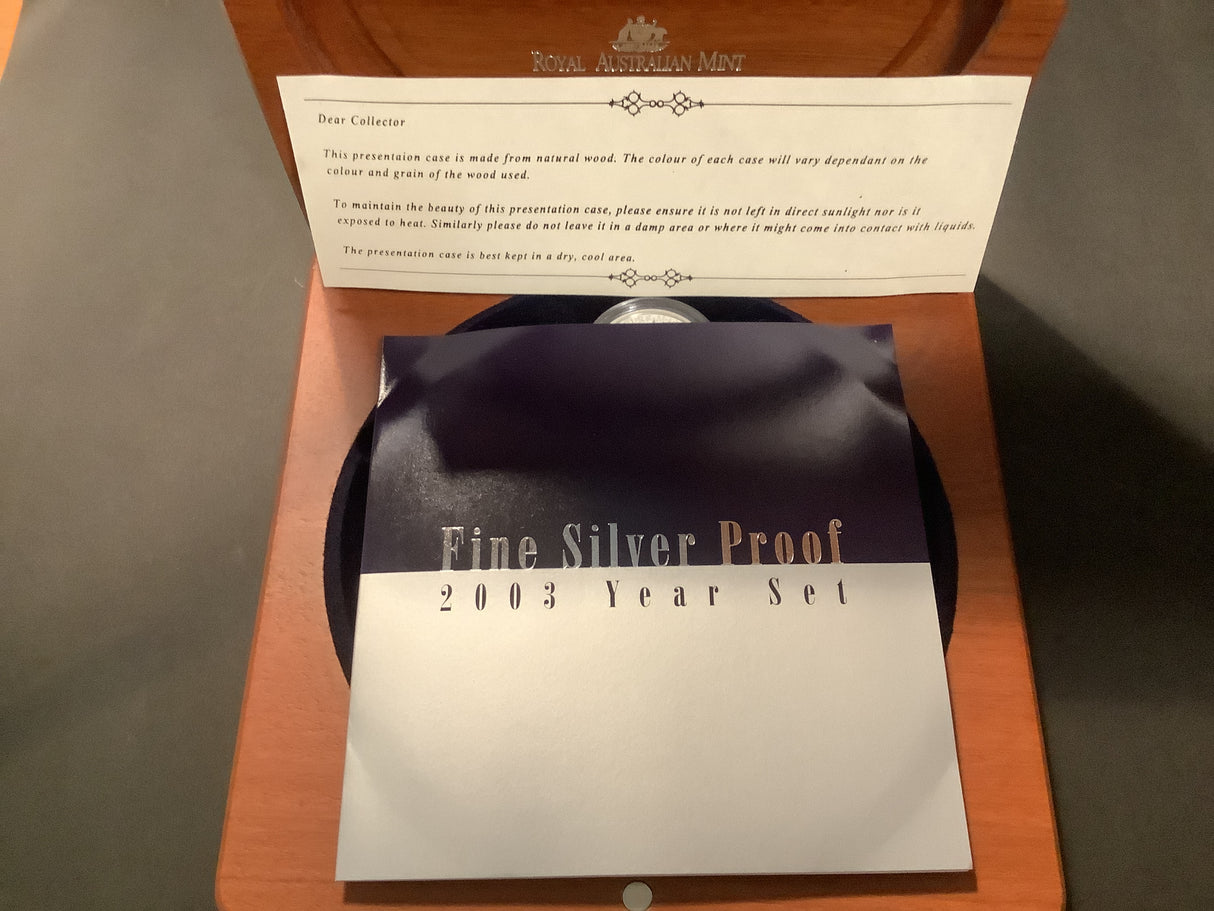 ROYAL AUSTRALIAN MINT
Dear Collector
This presentaion case is made from natural wood. The colour of each case will vary dependant on the
colour and grain of the wood used.
To maintain the beauty of this presentation case, please ensure it is not left in direct sunlight nor is it
exposed to heat. Similarly please do not leave it in a damp area or where it might come into contact with liquids.
The presentation case is best kept in a dry, cool area.
Fine Silver Proof
2003 Year Set